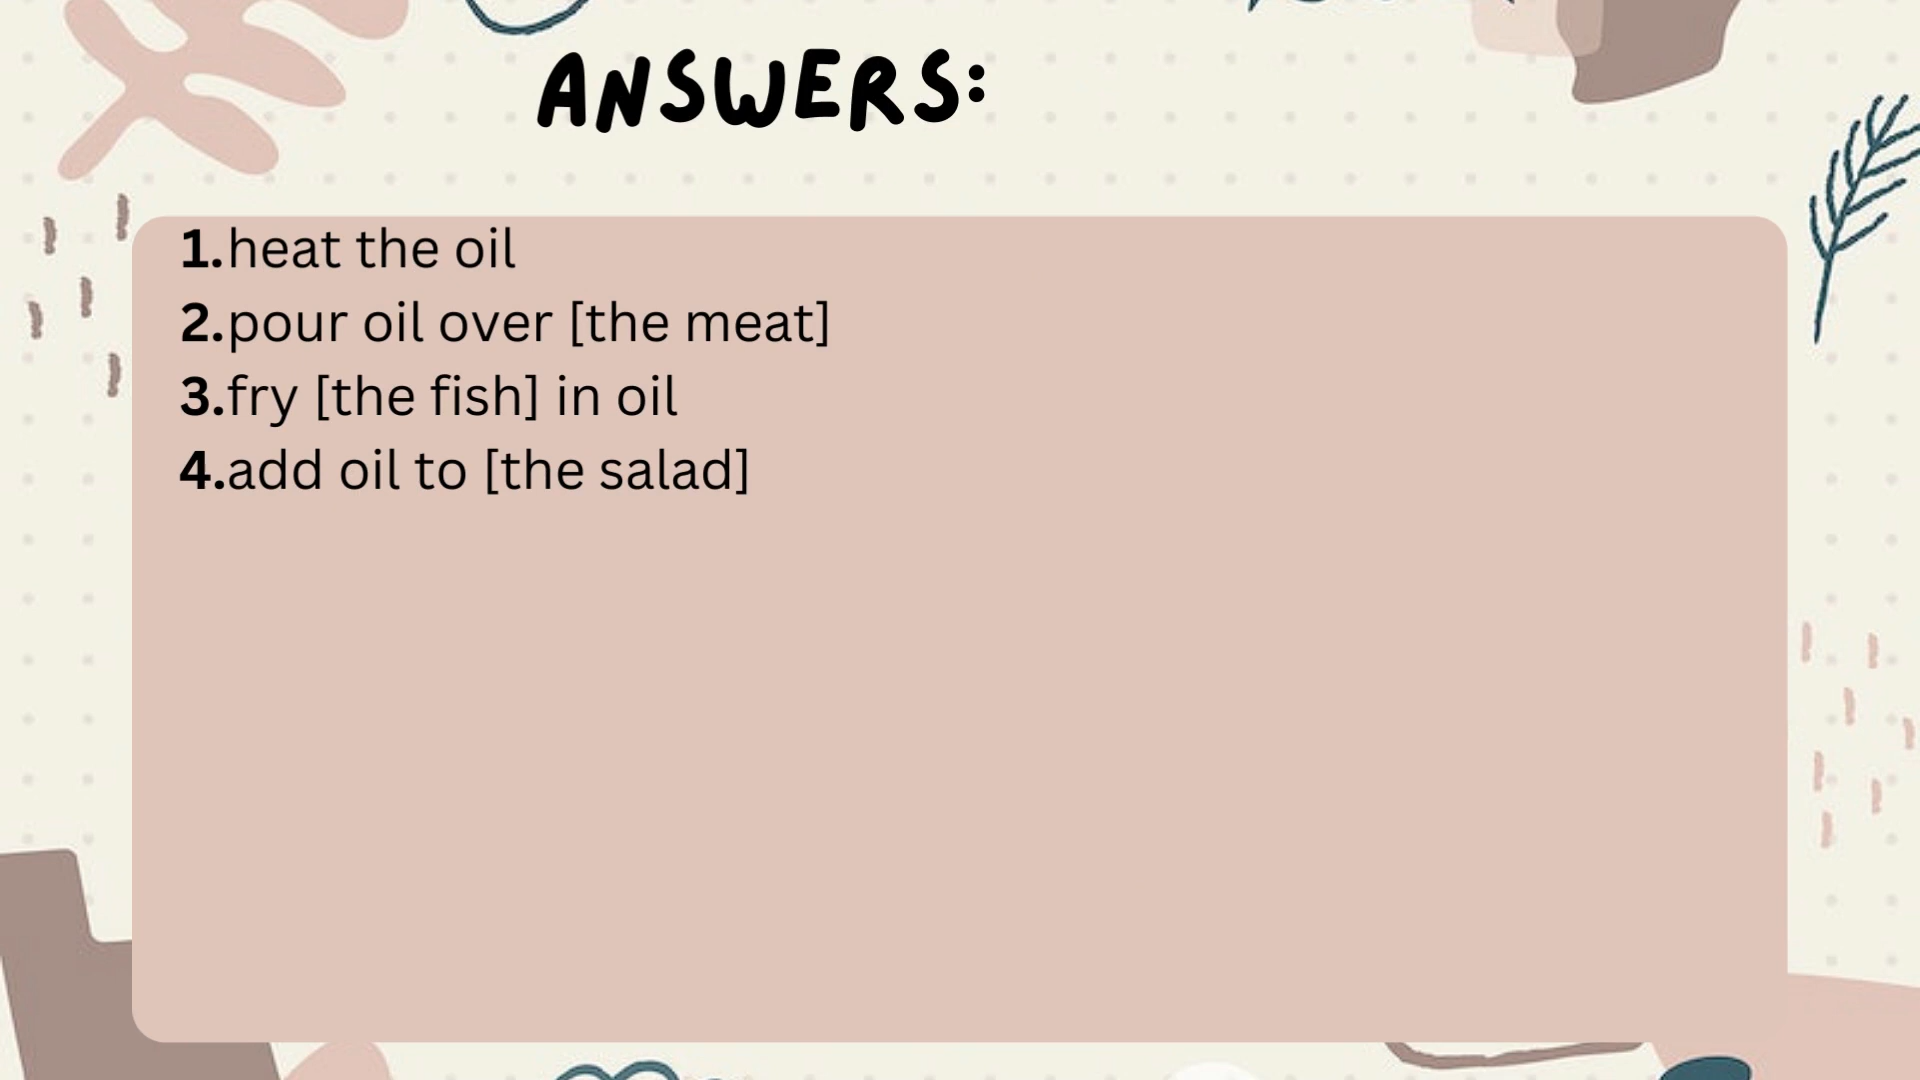 ANSWERS:
1.heat the oil
2.pour oil over [the meat]
3.fry [the fish] in oil
4.add oil to [the salad]